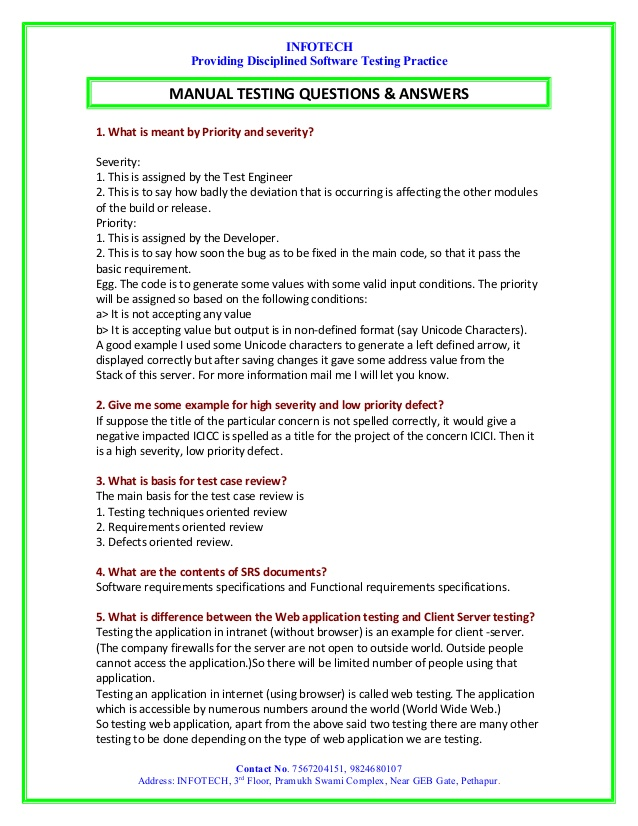 INFOTECH
Providing Disciplined Software Testing Practice
MANUAL TESTING QUESTIONS & ANSWERS
1. What is meant by Priority and severity?
Severity:
1. This is assigned by the Test Engineer
2. This is to say how badly the deviation that is occurring is affecting the other modules
of the build or release.
Priority:
1. This is assigned by the Developer.
2. This is to say how soon the bug as to be fixed in the main code, so that it pass the
basic requirement.
Egg. The code is to generate some values with some valid input conditions. The priority
will be assigned so based on the following conditions:
a> It is not accepting any value
b> It is accepting value but output is in non-defined format (say Unicode Characters).
A good example I used some Unicode characters to generate a left defined arrow, it
displayed correctly but after saving changes it gave some address value from the
Stack of this server. For more information mail me I will let you know.
2. Give me some example for high severity and low priority defect?
If suppose the title of the particular concern is not spelled correctly, it would give a
negative impacted ICICC is spelled as a title for the project of the concern ICICI. Then it
is a high severity, low priority defect.
3. What is basis for test case review?
The main basis for the test case review is
1. Testing techniques oriented review
2. Requirements oriented review
3. Defects oriented review.
4. What are the contents of SRS documents?
Software requirements specifications and Functional requirements specifications.
5. What is difference between the Web application testing and Client Server testing?
Testing the application in intranet (without browser) is an example for client -server.
(The company firewalls for the server are not open to outside world. Outside people
cannot access the application.)So there will be limited number of people using that
application.
Testing an application in internet (using browser) is called web testing. The application
which is accessible by numerous numbers around the world (World Wide Web.)
So testing web application, apart from the above said two testing there are many other
testing to be done depending on the type of web application we are testing.
Contact No. 7567204151, 9824680107
Address: INFOTECH, 3rd Floor, Pramukh Swami Complex, Near GEB Gate, Pethapur.